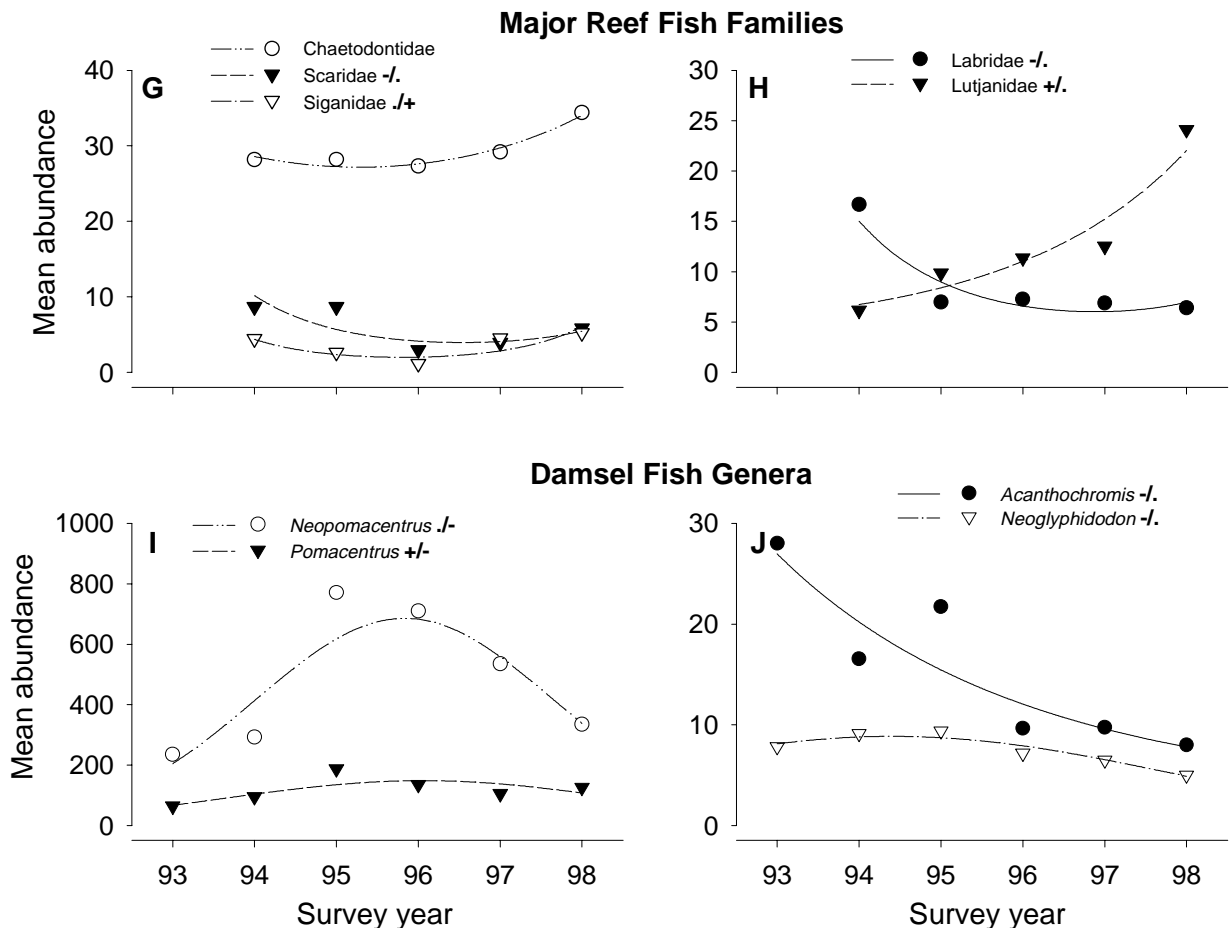 Major Reef Fish Families
Chaetodontidae
Scaridae -/.
Siganidae ./+
G
Mean abundance
40
30
20
10
0
Labridae -/.
Lutjanidae +/.
H
30
25
20
15
10
5
0
Damsel Fish Genera
Neopomacentrus ./-
Pomacentrus +/-
I
Mean abundance
1000
800
600
400
200
0
93 94 95 96 97 98
Survey year
Acanthochromis -/.
Neoglyphidodon -/.
J
30
20
10
0
93 94 95 96 97 98
Survey year